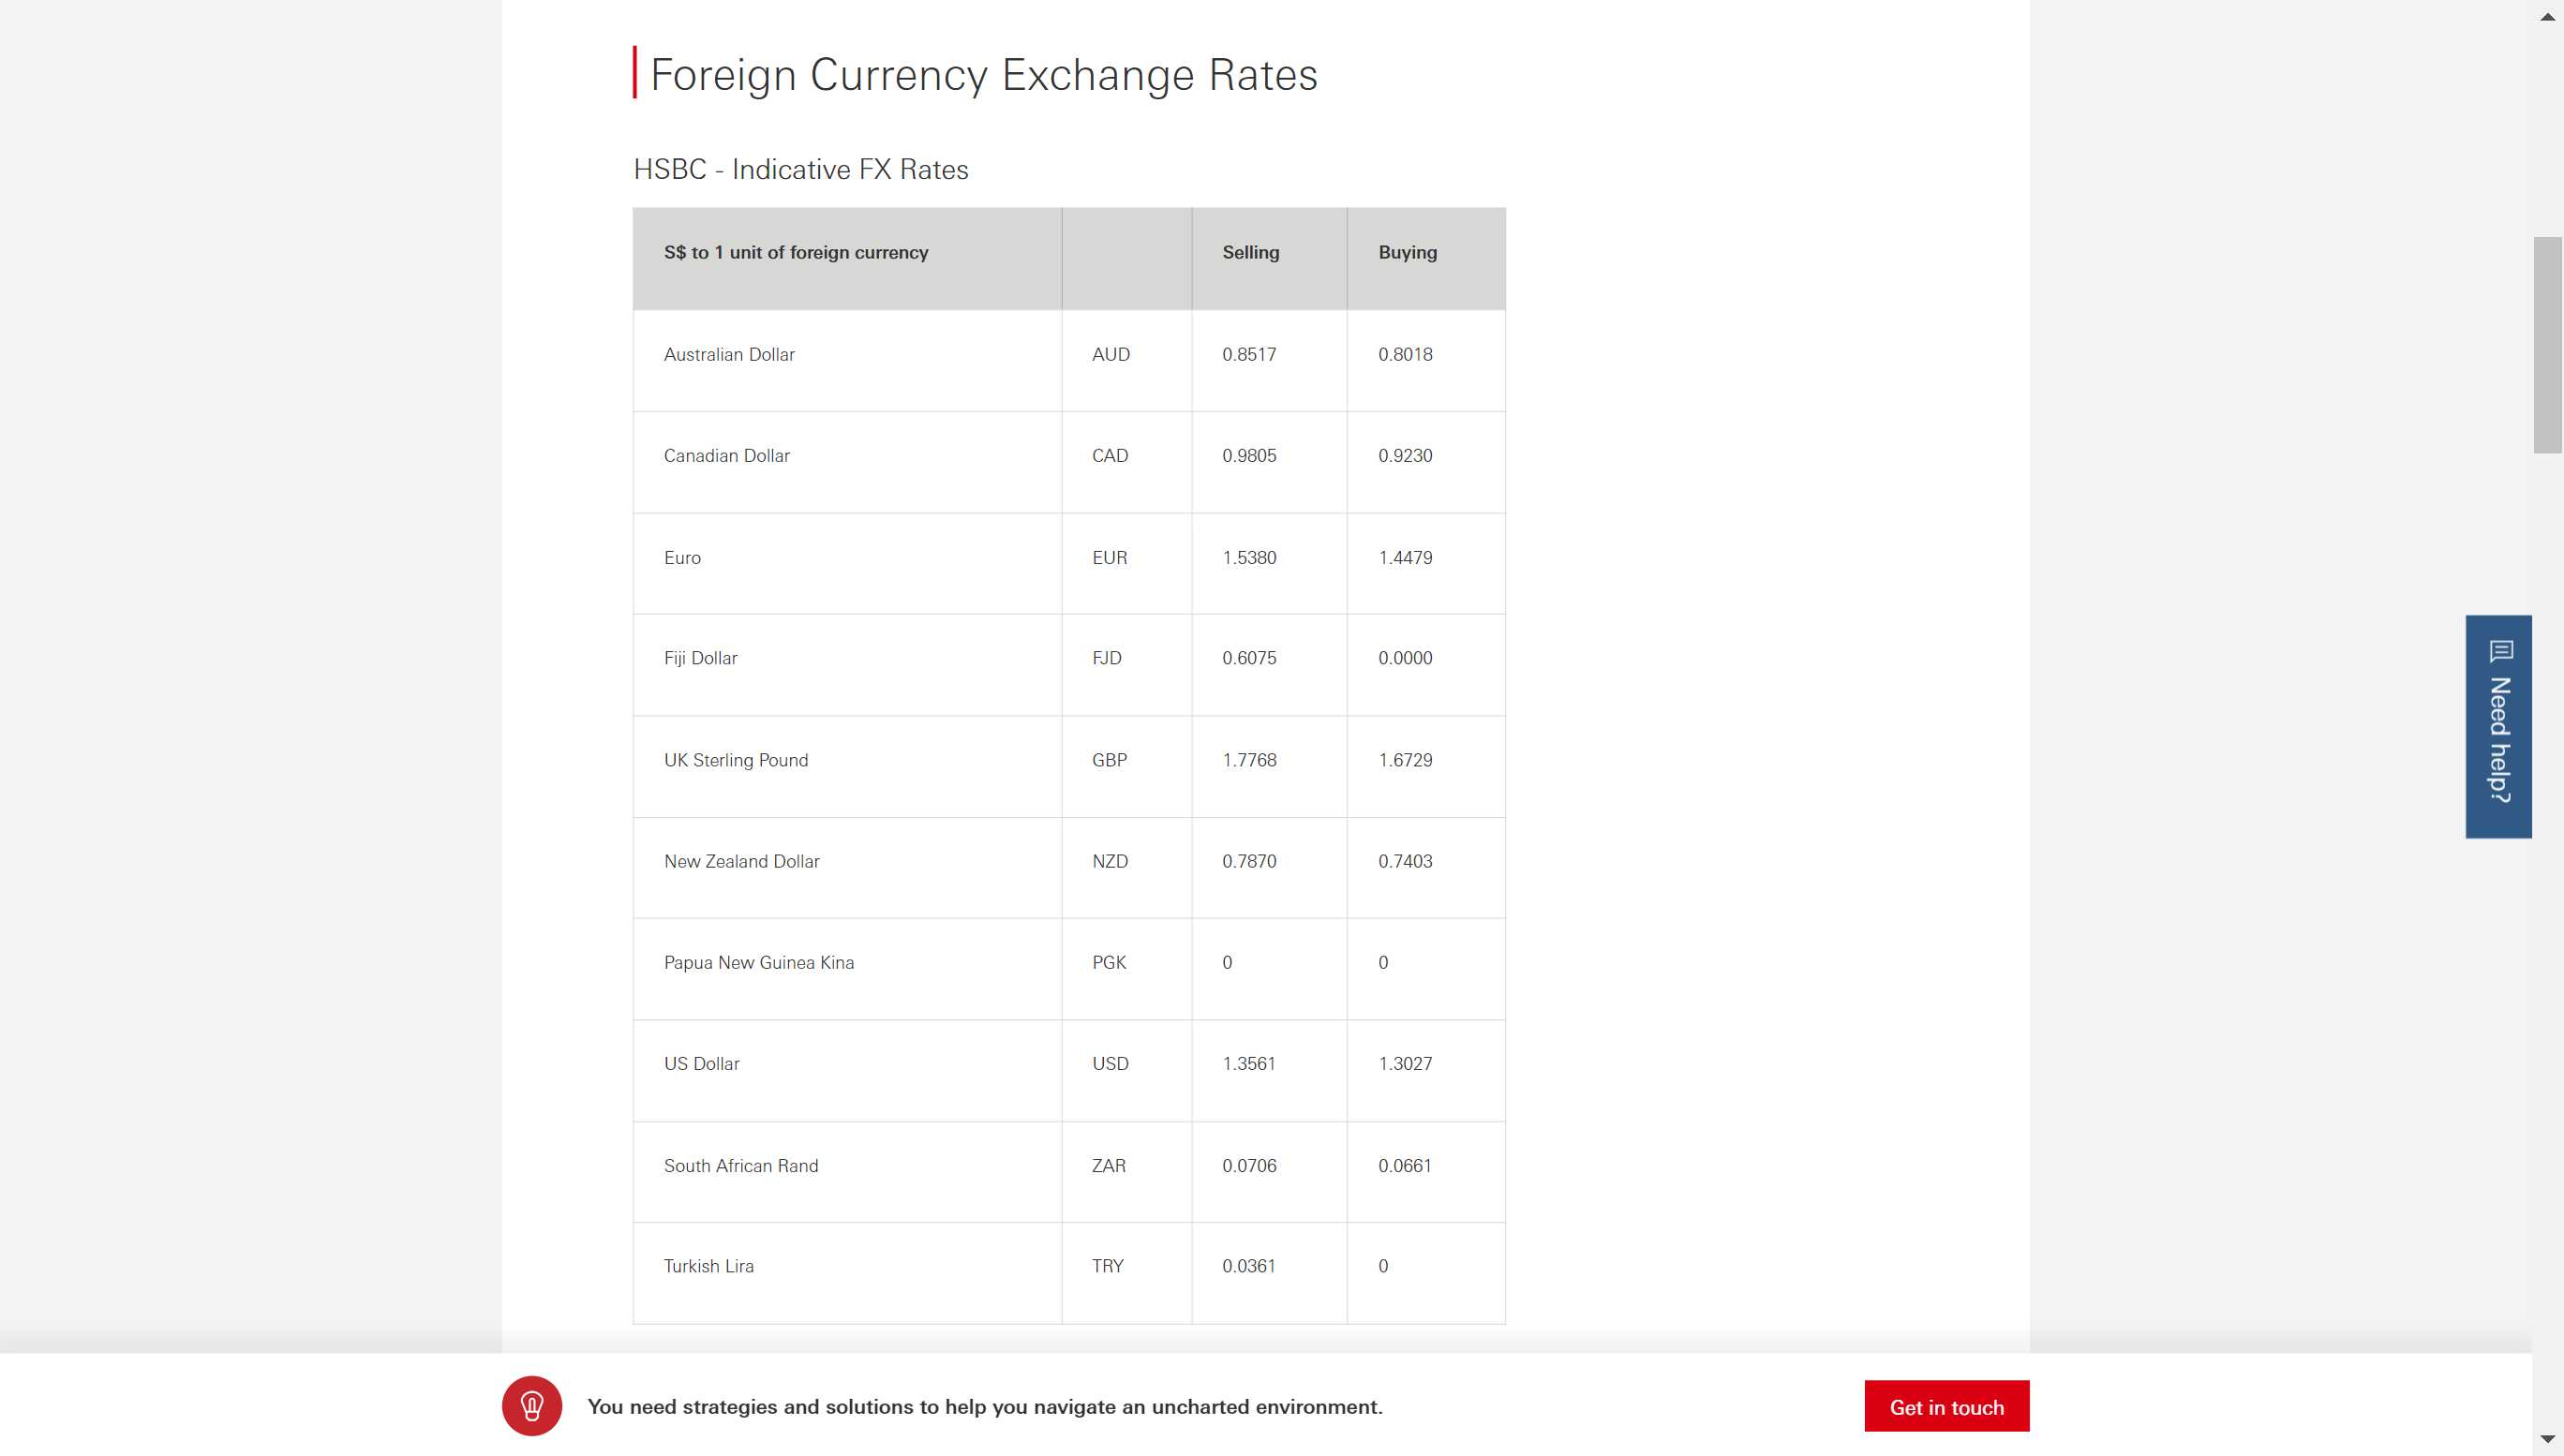 Foreign Currency Exchange Rates
HSBC - Indicative FX Rates
S$ to 1 unit of foreign currency Selling Buying
Australian Dollar AUD 0.8517 0.8018
Canadian Dollar CAD 0.9805 0.9230
Euro EUR 1.5380 1.4479
Fiji Dollar FJD 0.6075 0.0000
UK Sterling Pound GBP 1.7768 1.6729
New Zealand Dollar NZD 0.7870 0.7403
Papua New Guinea Kina PGK 0 0
US Dollar USD 1.3561 1.3027
South African Rand ZAR 0.0706 0.0661
Turkish Lira TRY 0.0361 0
Need help?
You need strategies and solutions to help you navigate an uncharted environment.
Get in touch